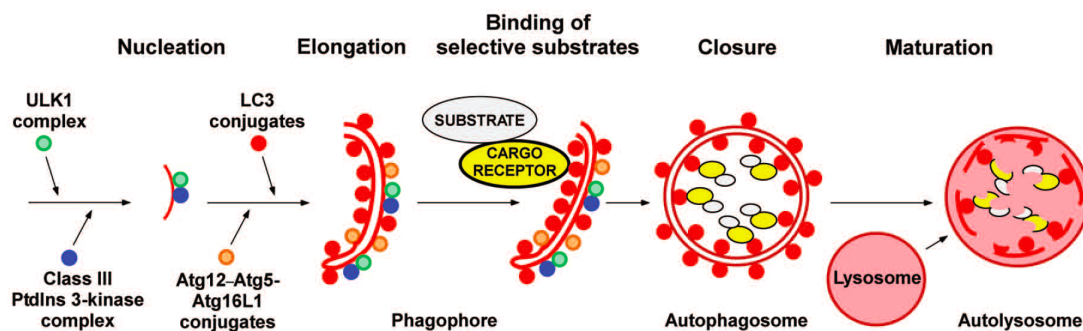 Nucleation
Elongation
Binding of
selective substrates
Closure
Maturation
ULK1
complex
LC3
conjugates
SUBSTRATE
CARGO
RECEPTOR
Class III
PtdIns 3-kinase
complex
Atg12–Atg5-
Atg16L1
conjugates
Phagophore
Autophagosome
Lysosome
Autolysosome